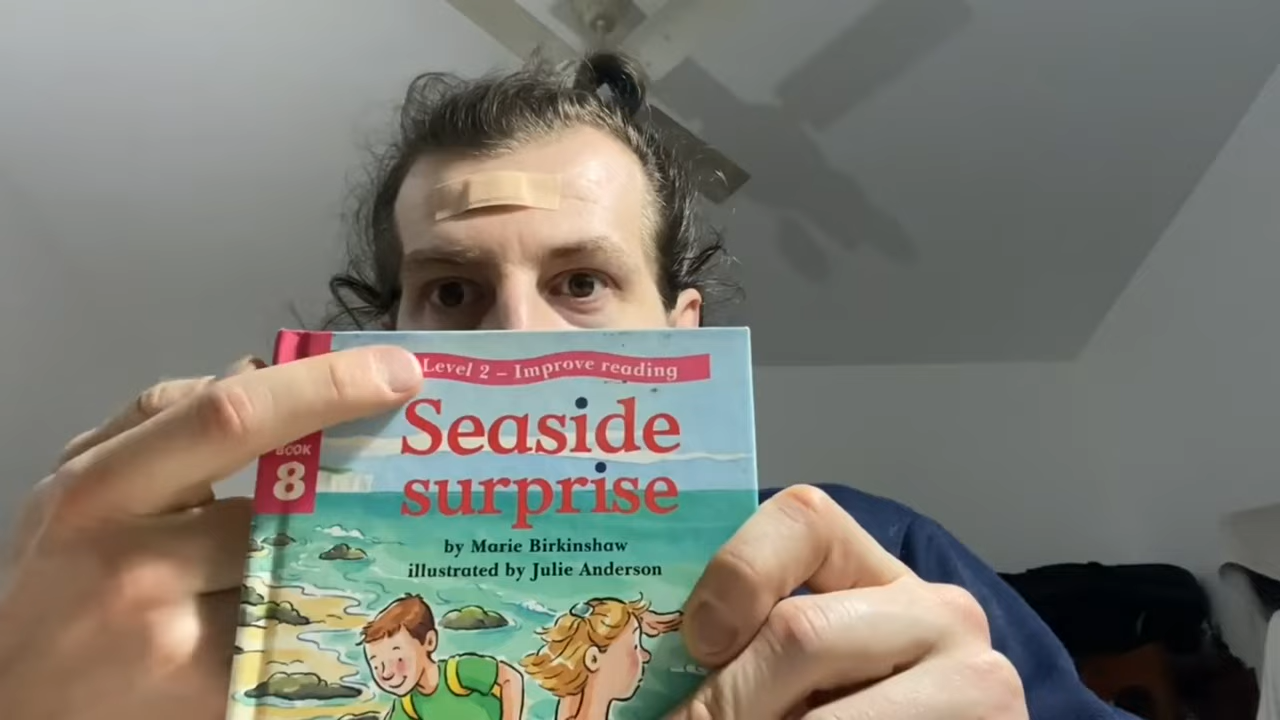 Level 2 – Improve reading
Seaside
surprise
BOOK
8
by Marie Birkinshaw
illustrated by Julie Anderson